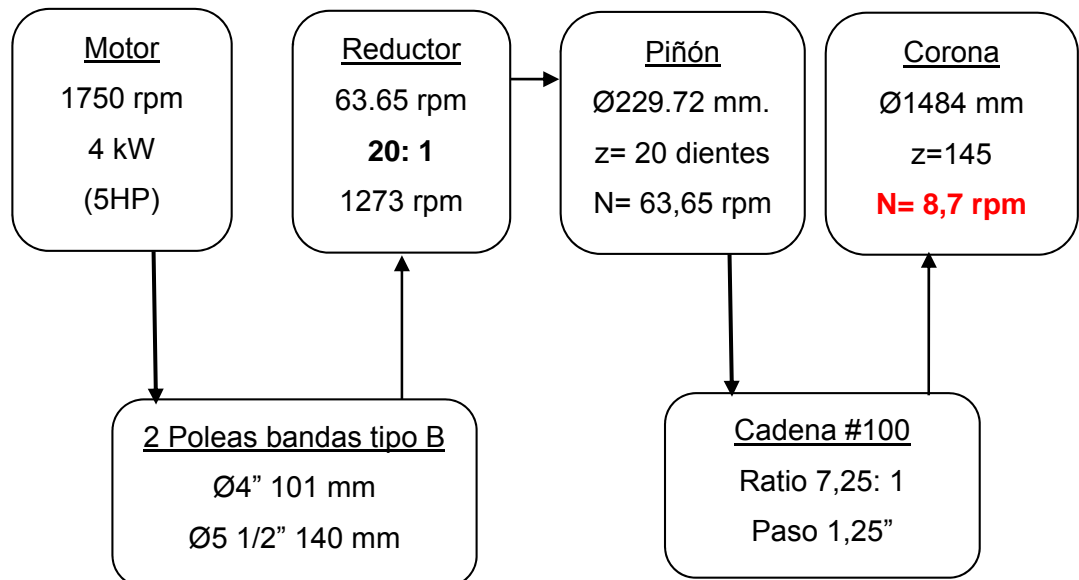 Motor
1750 rpm
4 kW
(5HP)
Reductor
63.65 rpm
20: 1
1273 rpm
Piñón
Ø229.72 mm.
z= 20 dientes
N= 63,65 rpm
Corona
Ø1484 mm
z=145
N= 8,7 rpm
2 Poleas bandas tipo B
Ø4” 101 mm
Ø5 1/2” 140 mm
Cadena #100
Ratio 7,25: 1
Paso 1,25”